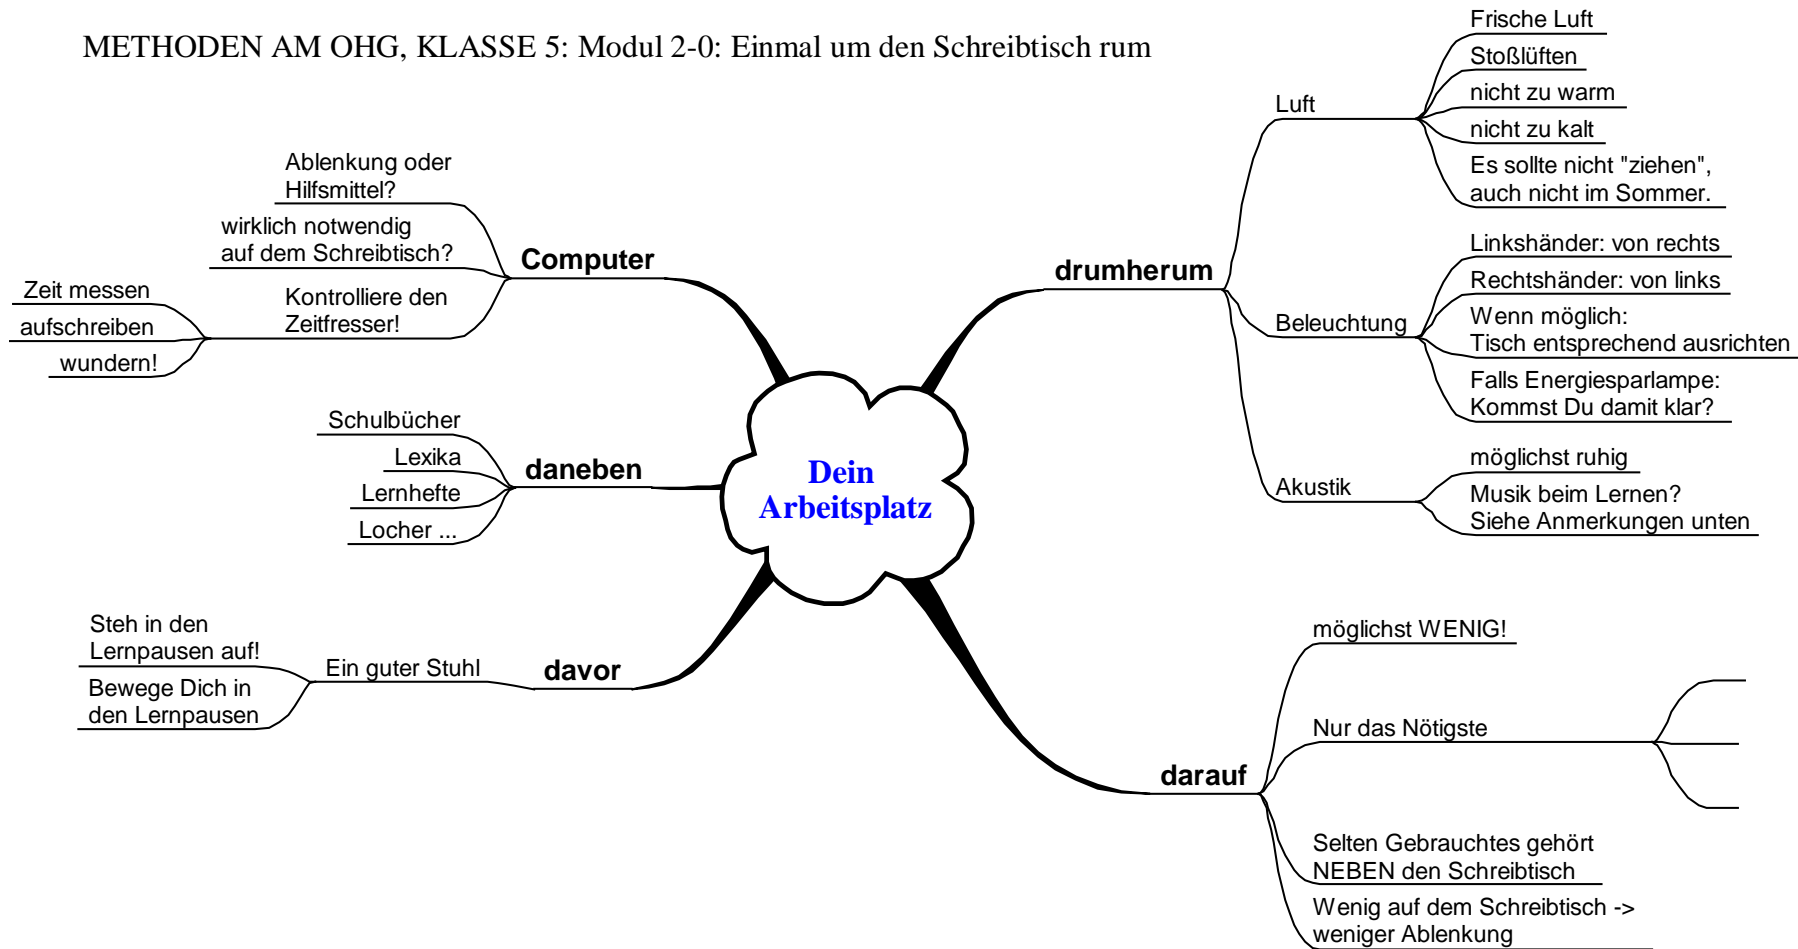 METHODEN AM OHG, KLASSE 5: Modul 2-0: Einmal um den Schreibtisch rum
Dein
Arbeitsplatz
drumherum
Luft
Frische Luft
Stoßlüften
nicht zu warm
nicht zu kalt
Es sollte nicht "ziehen",
auch nicht im Sommer.
Beleuchtung
Linkshänder: von rechts
Rechtshänder: von links
Wenn möglich:
Tisch entsprechend ausrichten
Falls Energiesparlampe:
Kommst Du damit klar?
Akustik
möglichst ruhig
Musik beim Lernen?
Siehe Anmerkungen unten
darauf
möglichst WENIG!
Nur das Nötigste
Selten Gebrauchtes gehört
NEBEN den Schreibtisch
Wenig auf dem Schreibtisch ->
weniger Ablenkung
Computer
Ablenkung oder
Hilfsmittel?
wirklich notwendig
auf dem Schreibtisch?
Kontrolliere den
Zeitfresser!
Zeit messen
aufschreiben
wundern!
daneben
Schulbücher
Lexika
Lernhefte
Locher ...
davor
Ein guter Stuhl
Steh in den
Lernpausen auf!
Bewege Dich in
den Lernpausen